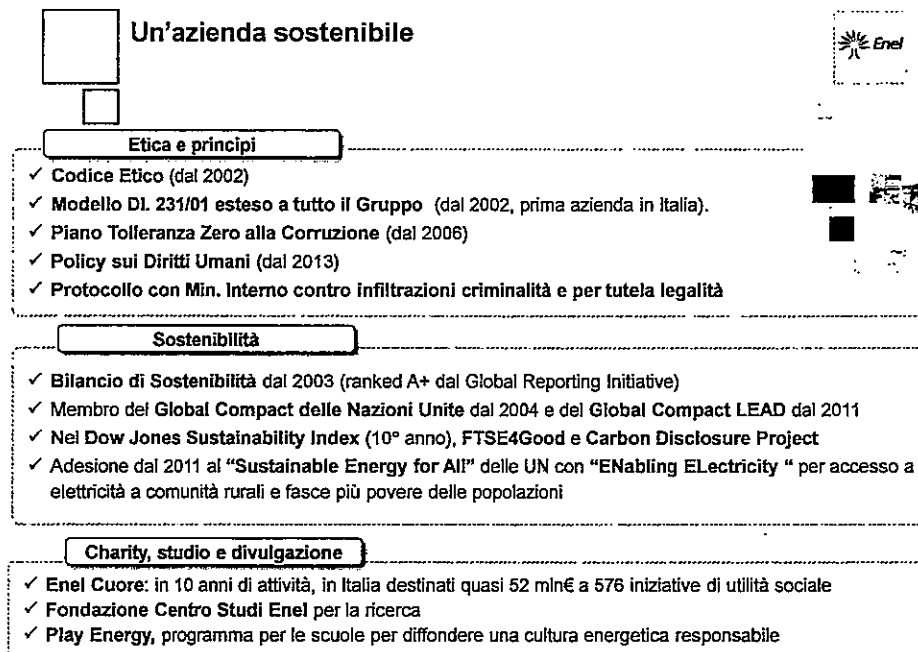 Un'azienda sostenibile
Enel
Etica e principi
✓ Codice Etico (dal 2002)
✓ Modello Dl. 231/01 esteso a tutto il Gruppo (dal 2002, prima azienda in Italia).
✓ Piano Tolleranza Zero alla Corruzione (dal 2006)
✓ Policy sui Diritti Umani (dal 2013)
✓ Protocollo con Min. Interno contro infiltrazioni criminalità e per tutela legalità
Sostenibilità
✓ Bilancio di Sostenibilità dal 2003 (ranked A+ dal Global Reporting Initiative)
✓ Membro del Global Compact delle Nazioni Unite dal 2004 e del Global Compact LEAD dal 2011
✓ Nel Dow Jones Sustainability Index (10° anno), FTSE4Good e Carbon Disclosure Project
✓ Adesione dal 2011 al "Sustainable Energy for All" delle UN con "ENabling ELectricity " per accesso a
elettricità a comunità rurali e fasce più povere delle popolazioni
Charity, studio e divulgazione
✓ Enel Cuore: in 10 anni di attività, in Italia destinati quasi 52 mln€ a 576 iniziative di utilità sociale
✓ Fondazione Centro Studi Enel per la ricerca
✓ Play Energy, programma per le scuole per diffondere una cultura energetica responsabile